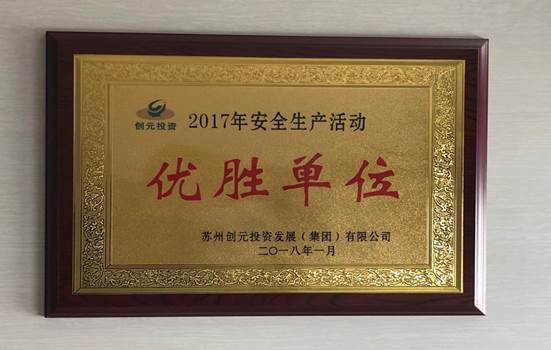 创元投资
2017年安全生产活动
优胜单位
苏州创元投资发展（集团）有限公司
二〇一八年一月